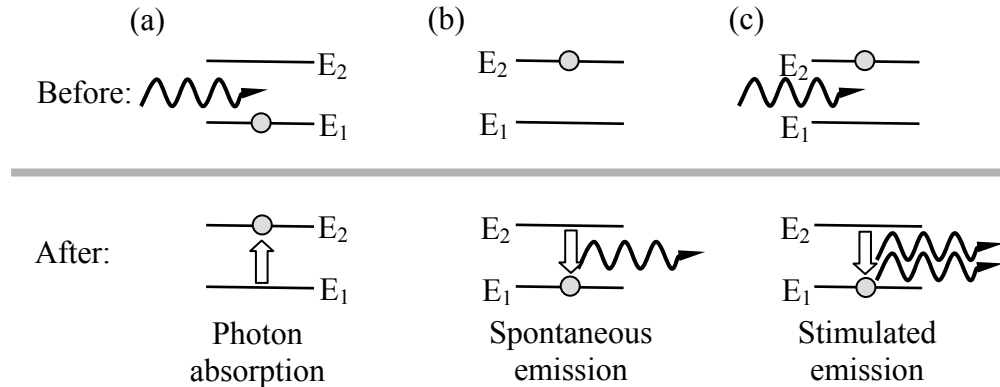 (a) (b) (c)
E2 E2 E2
Before:
E1 E1 E1
E2 E2 E2
After:
E1 E1 E1
Photon Spontaneous Stimulated
absorption emission emission